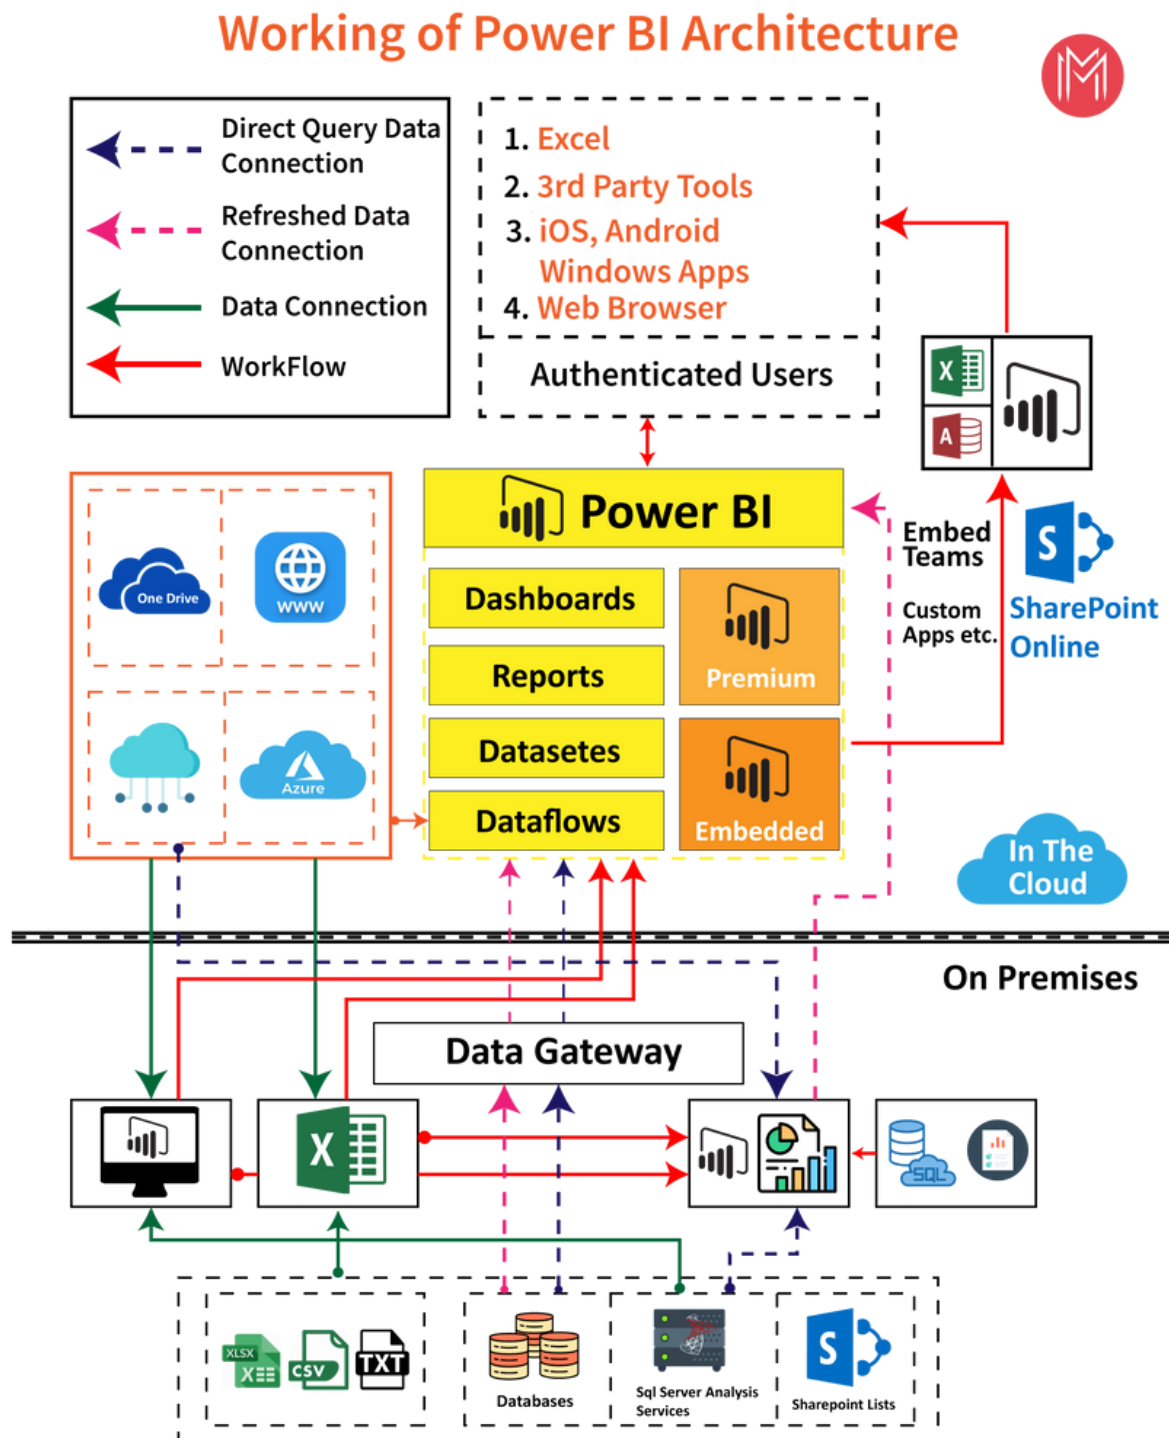 Working of Power BI Architecture
M
Direct Query Data
Connection
Refreshed Data
Connection
Data Connection
WorkFlow
1. Excel
2. 3rd Party Tools
3. iOS, Android
Windows Apps
4. Web Browser
Authenticated Users
X
A
One Drive
www
Azure
Power BI
Dashboards
Reports
Datasetes
Dataflows
Premium
Embedded
Embed
Teams
Custom
Apps etc.
S
SharePoint
Online
In The
Cloud
On Premises
Data Gateway
X
SQL
XLSX
X
CSV
TXT
Databases
Sql Server Analysis
Services
S
Sharepoint Lists